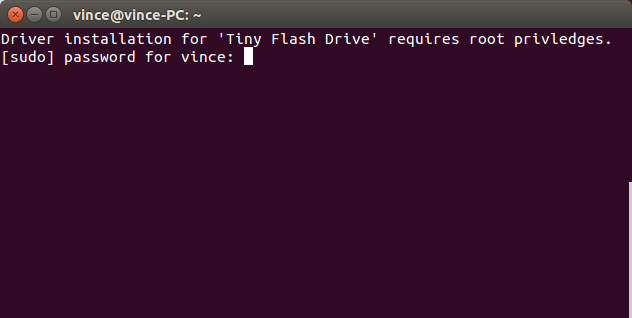 vince@vince-PC: ~
Driver installation for 'Tiny Flash Drive' requires root privledges.
[sudo] password for vince: